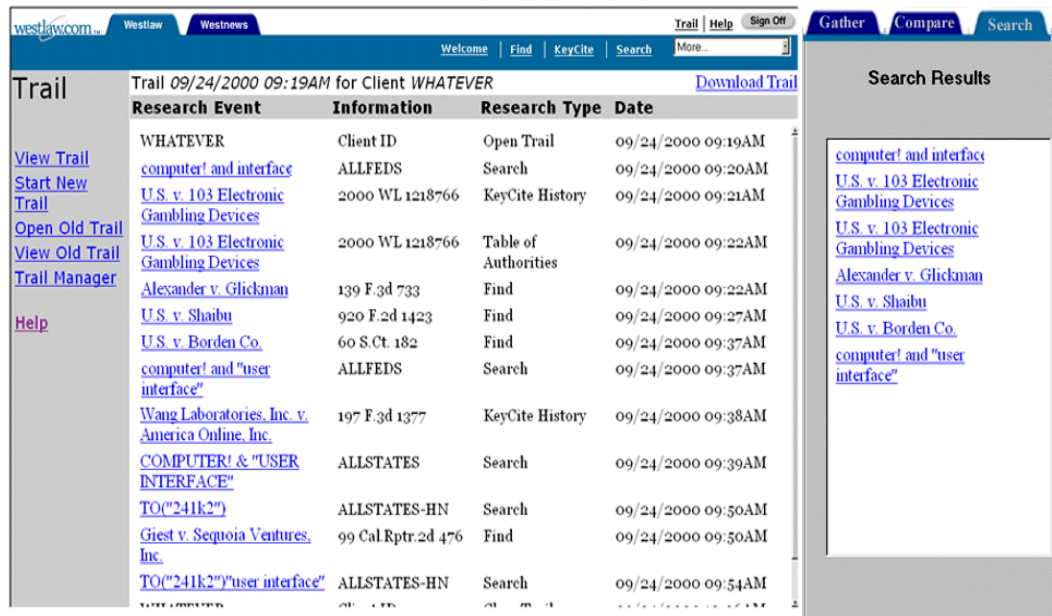 westlaw.com™ Westlaw Westnews Trail | Help Sign Off
Welcome | Find | KeyCite | Search More...
Trail
View Trail
Start New
Trail
Open Old Trail
View Old Trail
Trail Manager
Help
Trail 09/24/2000 09:19AM for Client WHATEVER Download Trail
Research Event Information Research Type Date
WHATEVER Client ID Open Trail 09/24/2000 09:19AM
computer! and interface ALLFEDS Search 09/24/2000 09:20AM
U.S. v. 103 Electronic 2000 WL 1218766 KeyCite History 09/24/2000 09:21AM
Gambling Devices
U.S. v. 103 Electronic 2000 WL 1218766 Table of 09/24/2000 09:22AM
Gambling Devices Authorities
Alexander v. Glickman 139 F.3d 733 Find 09/24/2000 09:22AM
U.S. v. Shaibu 920 F.2d 1423 Find 09/24/2000 09:27AM
U.S. v. Borden Co. 60 S.Ct. 182 Find 09/24/2000 09:37AM
computer! and "user ALLFEDS Search 09/24/2000 09:37AM
interface"
Wang Laboratories, Inc. v. 197 F.3d 1377 KeyCite History 09/24/2000 09:38AM
America Online, Inc.
COMPUTER! & "USER ALLSTATES Search 09/24/2000 09:39AM
INTERFACE"
TO("241k2") ALLSTATES-HN Search 09/24/2000 09:50AM
Giest v. Sequoia Ventures, 99 Cal.Rptr.2d 476 Find 09/24/2000 09:50AM
Inc.
TO("241k2")"user interface" ALLSTATES-HN Search 09/24/2000 09:54AM
Gather Compare Search
Search Results
computer! and interface
U.S. v. 103 Electronic
Gambling Devices
U.S. v. 103 Electronic
Gambling Devices
Alexander v. Glickman
U.S. v. Shaibu
U.S. v. Borden Co.
computer! and "user
interface"